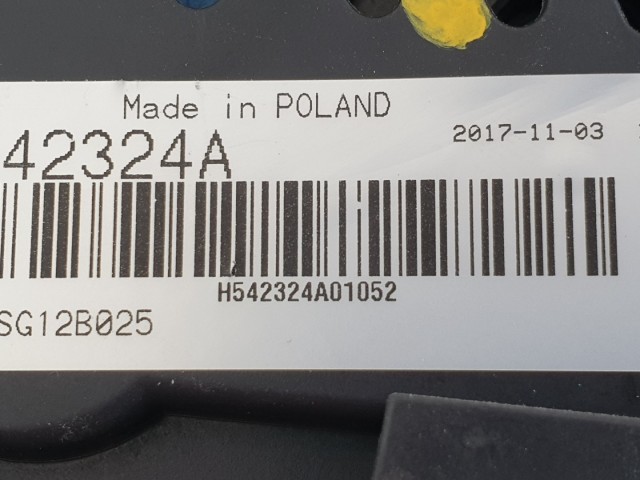 Made in POLAND
42324A 2017-11-03
H542324A01052
SG12B025